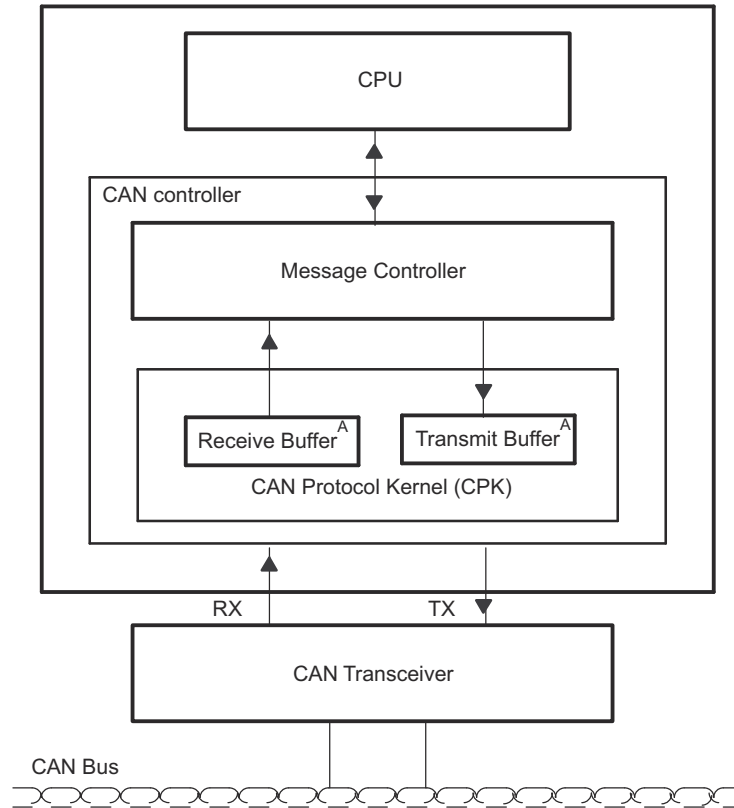 CPU
CAN controller
Message Controller
Receive Buffer A
Transmit Buffer A
CAN Protocol Kernel (CPK)
RX
TX
CAN Transceiver
CAN Bus